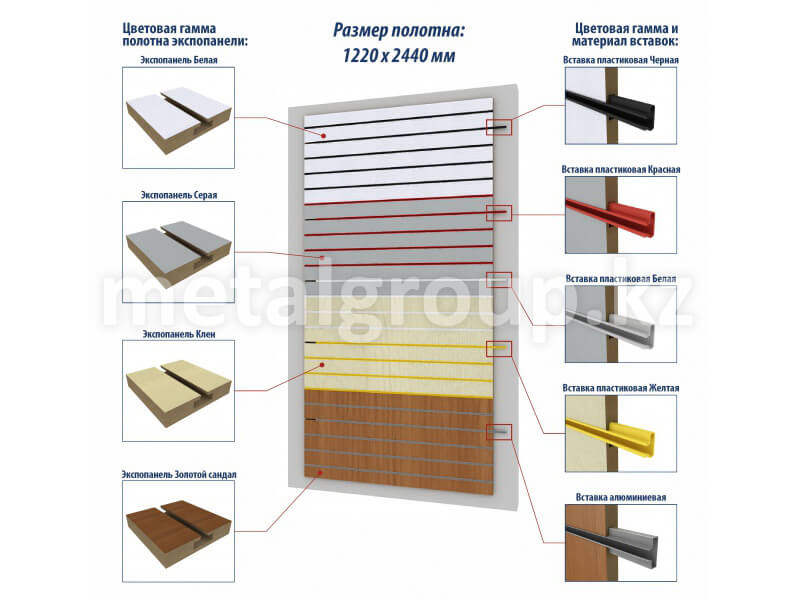 Цветовая гамма
полотна экспопанели:
Размер полотна:
1220 х 2440 мм
Цветовая гамма и
материал вставок:
Экспопанель Белая
Экспопанель Серая
Экспопанель Клен
Экспопанель Золотой сандал
Вставка пластиковая Черная
Вставка пластиковая Красная
Вставка пластиковая Белая
Вставка пластиковая Желтая
Вставка алюминиевая
metalgroup.kz